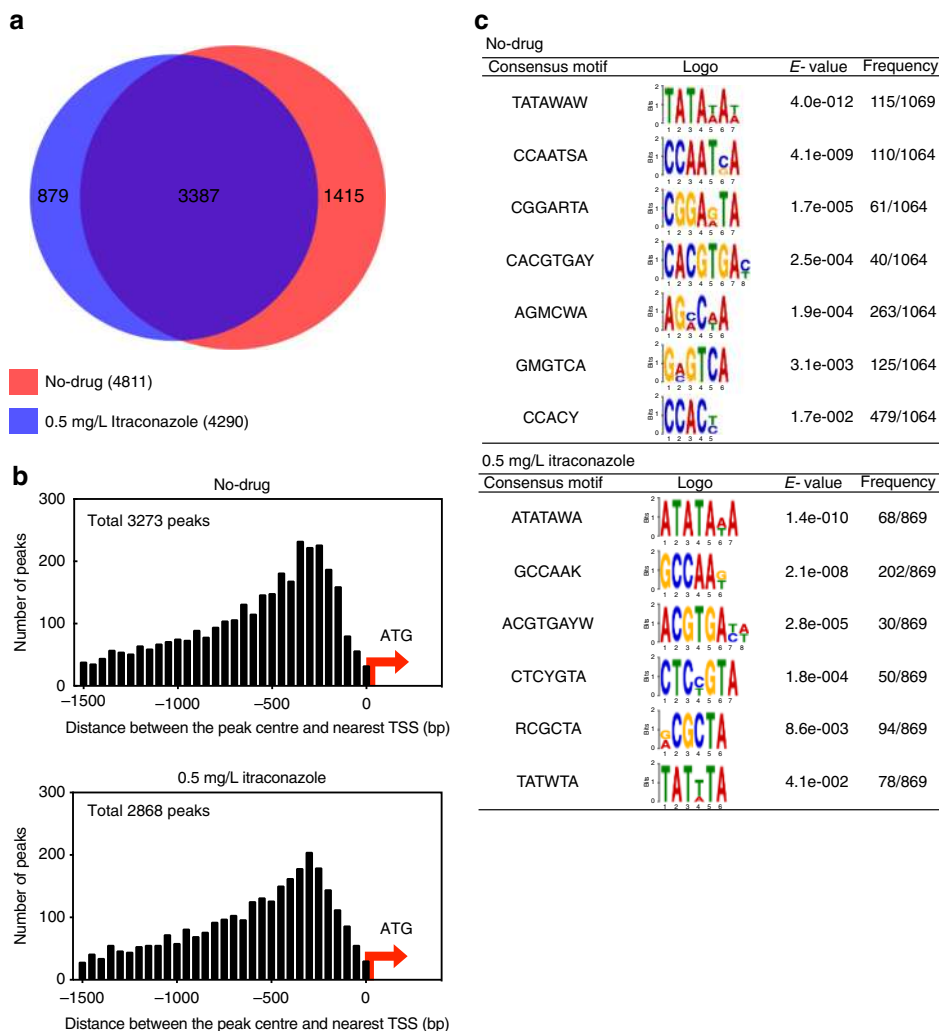 a
879
3387
1415
No-drug (4811)
0.5 mg/L Itraconazole (4290)
b
No-drug
Total 3273 peaks
Number of peaks
300
200
100
0
ATG
−1500
−1000
−500
0
Distance between the peak centre and nearest TSS (bp)
0.5 mg/L itraconazole
Total 2868 peaks
Number of peaks
300
200
100
0
ATG
−1500
−1000
−500
0
Distance between the peak centre and nearest TSS (bp)
c
No-drug
Consensus motif Logo E- value Frequency
TATAWAW 4.0e-012 115/1069
CCAATSA 4.1e-009 110/1064
CGGARTA 1.7e-005 61/1064
CACGTGAY 2.5e-004 40/1064
AGMCWA 1.9e-004 263/1064
GMGTCA 3.1e-003 125/1064
CCACY 1.7e-002 479/1064
0.5 mg/L itraconazole
Consensus motif Logo E- value Frequency
ATATAWA 1.4e-010 68/869
GCCAAK 2.1e-008 202/869
ACGTGAYW 2.8e-005 30/869
CTCYGTA 1.8e-004 50/869
RCGCTA 8.6e-003 94/869
TATWTA 4.1e-002 78/869